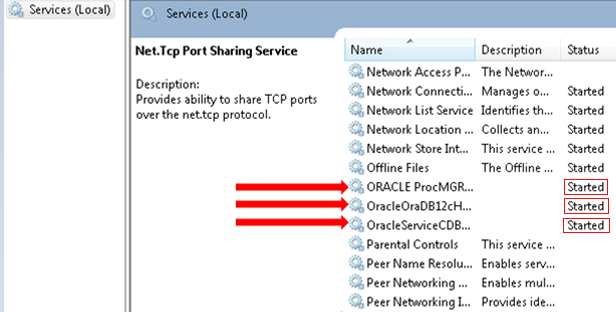 Services (Local)
Services (Local)
Net.Tcp Port Sharing Service
Description:
Provides ability to share TCP ports
over the net.tcp protocol.
Name Description Status
Network Access P... The Networ...
Network Connecti... Manages o... Started
Network List Service Identifies th... Started
Network Location ... Collects an... Started
Network Store Int... This service ... Started
Offline Files The Offline ... Started
ORACLE ProcMGR... Started
OracleOraDB12cH... Started
OracleServiceCDB... Started
Parental Controls This service ...
Peer Name Resolu... Enables serv...
Peer Networking ... Enables mul...
Peer Networking I... Provides ide...